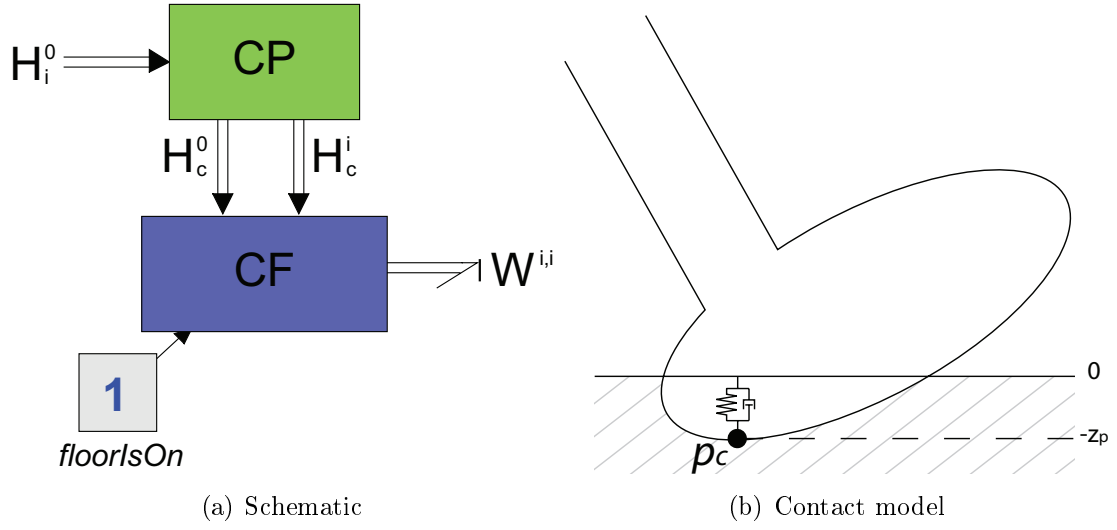 H_i^0
CP
H_c^0
H_c^i
CF
W^{i,i}
1
floorIsOn
(a) Schematic
0
-z_p
p_c
(b) Contact model